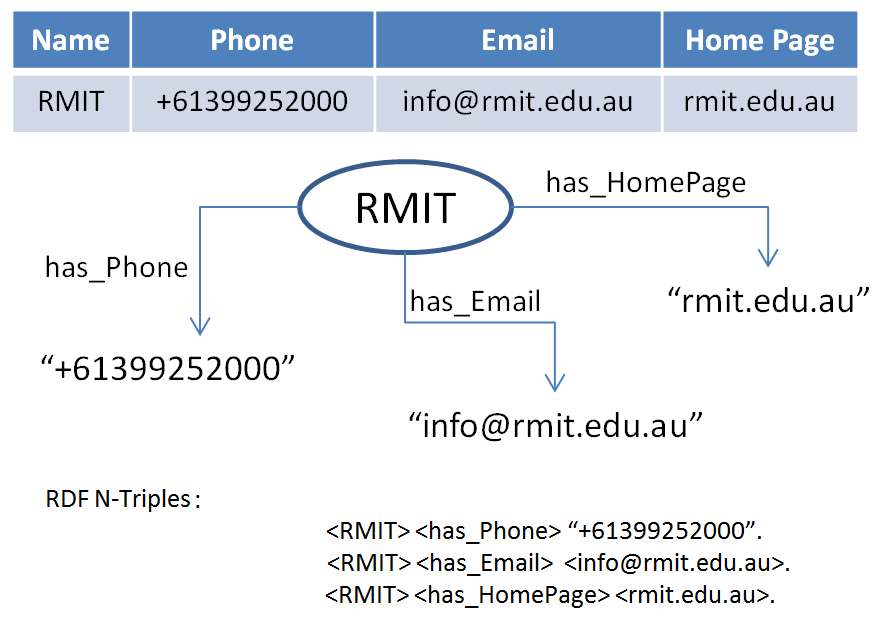 Name Phone Email Home Page
RMIT +61399252000 info@rmit.edu.au rmit.edu.au
has_HomePage
RMIT
has_Phone
has_Email
“rmit.edu.au”
“+61399252000”
“info@rmit.edu.au”
RDF N-Triples:
<RMIT> <has_Phone> “+61399252000”.
<RMIT> <has_Email> <info@rmit.edu.au>.
<RMIT> <has_HomePage> <rmit.edu.au>.